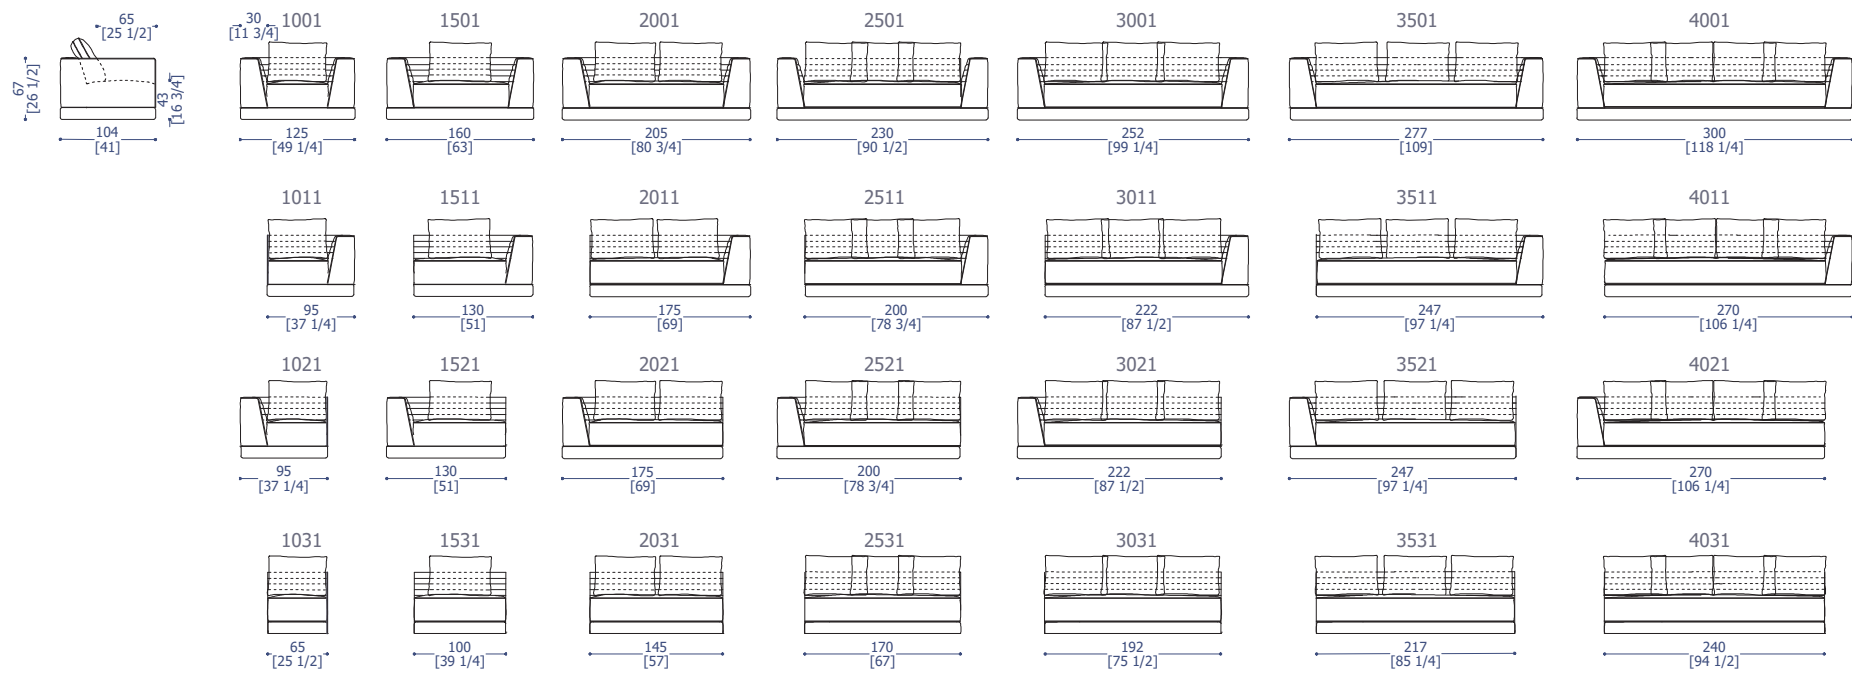 65
[25 1/2]
67
[26 1/2]
43
[16 3/4]
104
[41]
30
[11 3/4]
1001 1501 2001 2501 3001 3501 4001
125 160 205 230 252 277 300
[49 1/4] [63] [80 3/4] [90 1/2] [99 1/4] [109] [118 1/4]
1011 1511 2011 2511 3011 3511 4011
95 130 175 200 222 247 270
[37 1/4] [51] [69] [78 3/4] [87 1/2] [97 1/4] [106 1/4]
1021 1521 2021 2521 3021 3521 4021
95 130 175 200 222 247 270
[37 1/4] [51] [69] [78 3/4] [87 1/2] [97 1/4] [106 1/4]
1031 1531 2031 2531 3031 3531 4031
65 100 145 170 192 217 240
[25 1/2] [39 1/4] [57] [67] [75 1/2] [85 1/4] [94 1/2]